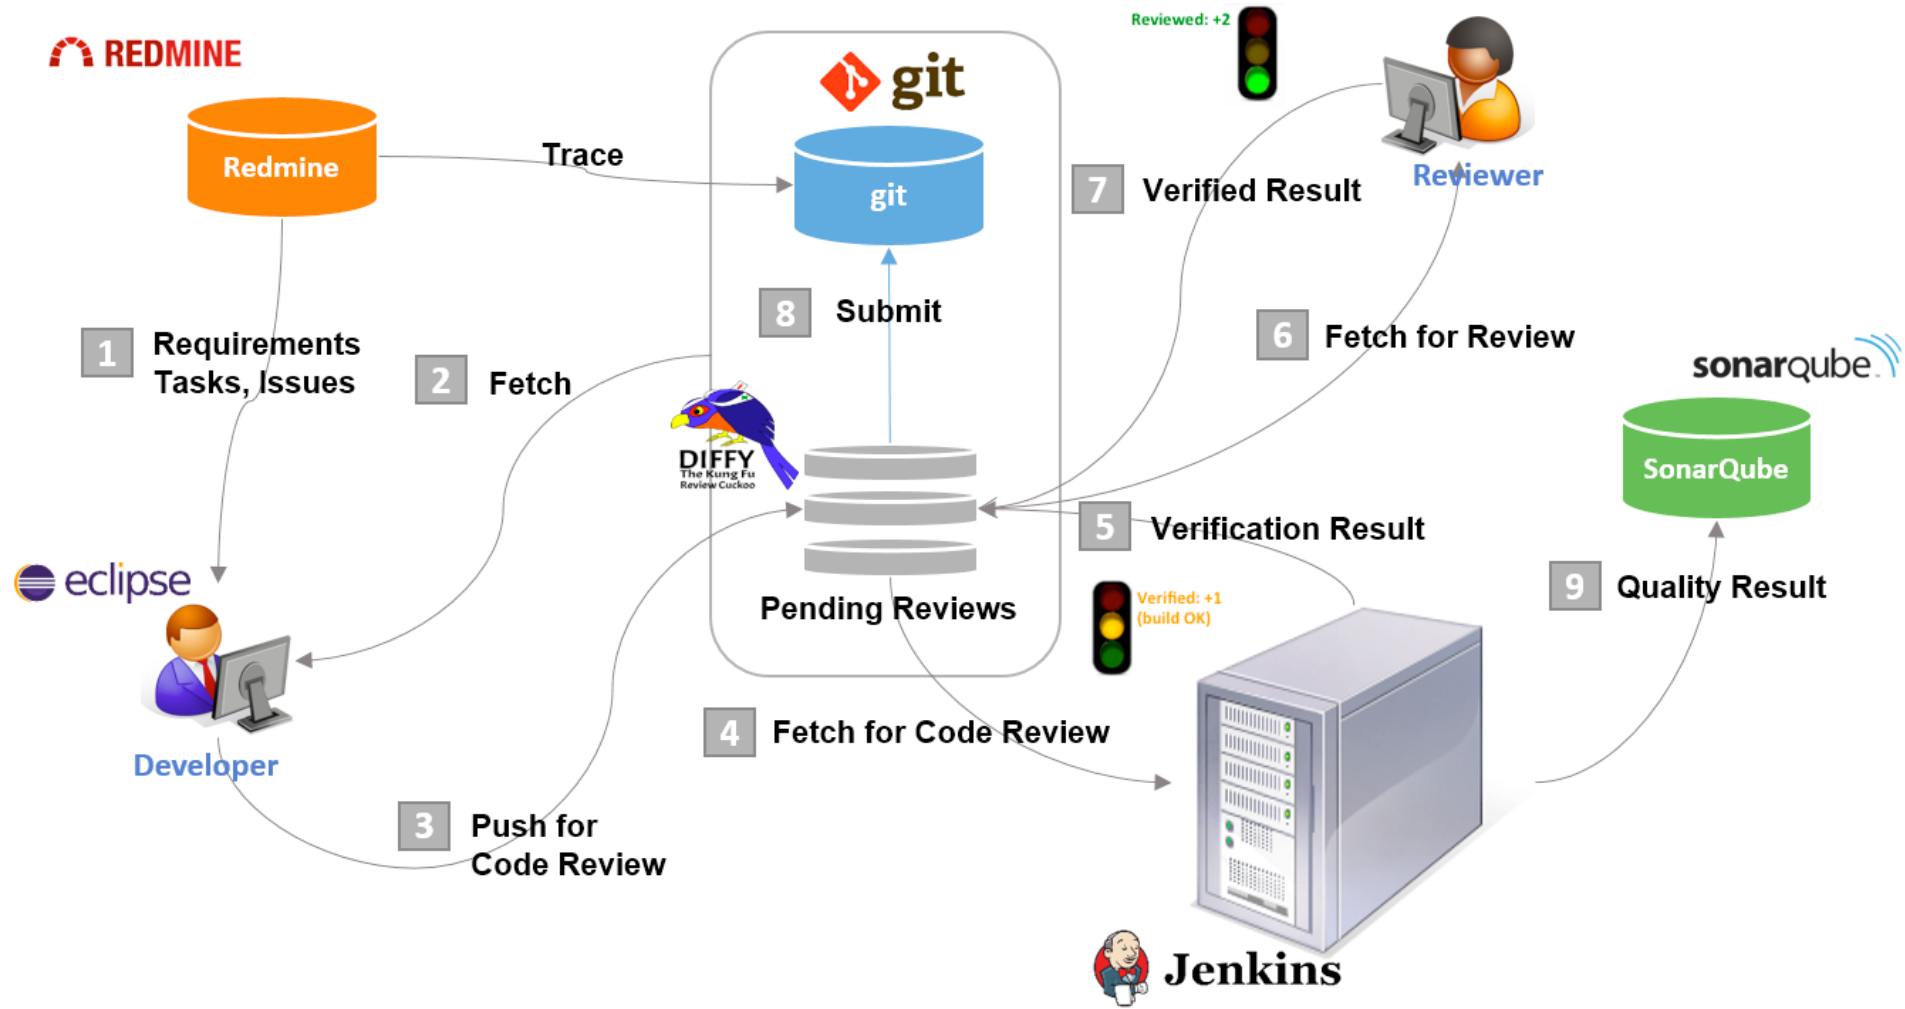 REDMINE
Redmine
Trace
git
git
Reviewed: +2
Reviewer
7
Verified Result
8
Submit
6
Fetch for Review
1
Requirements
Tasks, Issues
2
Fetch
sonarqube
SonarQube
DIFFY
The Kung Fu
Review Cuckoo
5
Verification Result
eclipse
Pending Reviews
Verified: +1
(build OK)
9
Quality Result
4
Fetch for Code Review
Developer
3
Push for
Code Review
Jenkins